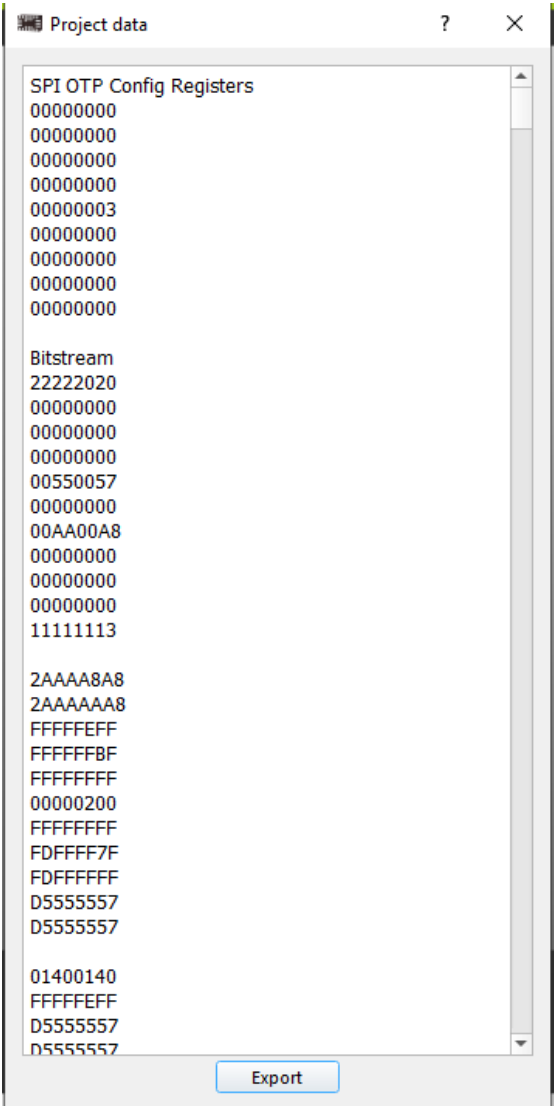 Project data
?
SPI OTP Config Registers
00000000
00000000
00000000
00000000
00000003
00000000
00000000
00000000
00000000
Bitstream
22222020
00000000
00000000
00000000
00550057
00000000
00AA00A8
00000000
00000000
00000000
11111113
2AAAA8A8
2AAAAAA8
FFFFFEFF
FFFFFFBF
FFFFFFFF
00000200
FFFFFFFF
FDFFFF7F
FDFFFFFF
D5555557
D5555557
01400140
FFFFFEFF
D5555557
D5555557
Export